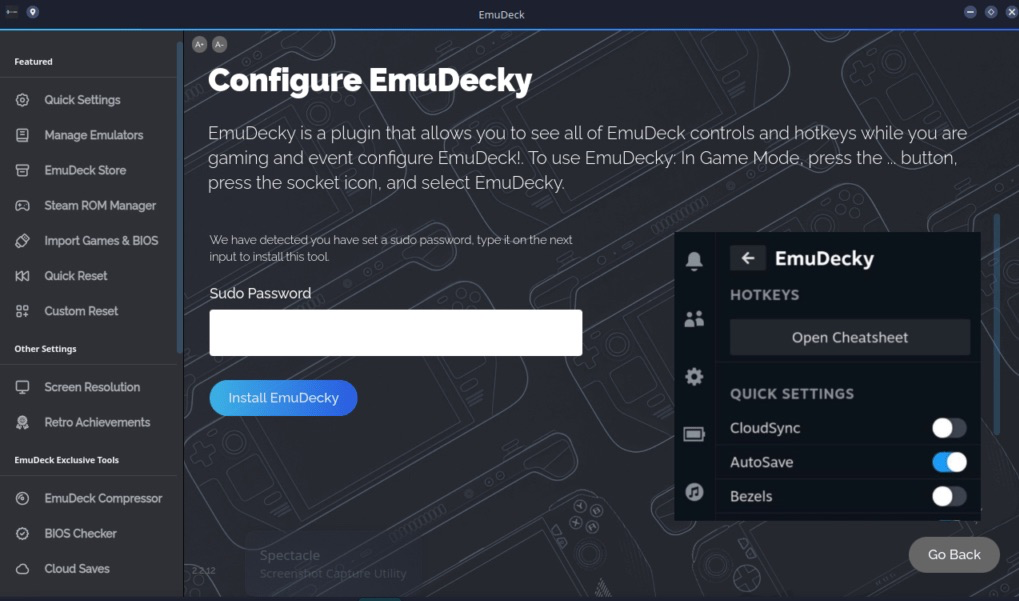 EmuDeck
A+ A-
Featured
Quick Settings
Manage Emulators
EmuDeck Store
Steam ROM Manager
Import Games & BIOS
Quick Reset
Custom Reset
Other Settings
Screen Resolution
Retro Achievements
EmuDeck Exclusive Tools
EmuDeck Compressor
BIOS Checker
Cloud Saves
Configure EmuDecky
EmuDecky is a plugin that allows you to see all of EmuDeck controls and hotkeys while you are
gaming and event configure EmuDeck!. To use EmuDecky: In Game Mode, press the ... button,
press the socket icon, and select EmuDecky.
We have detected you have set a sudo password, type it on the next
input to install this tool.
Sudo Password
Install EmuDecky
EmuDecky
HOTKEYS
Open Cheatsheet
QUICK SETTINGS
CloudSync
AutoSave
Bezels
Spectacle
Screenshot Capture Utility
2.2.12
Go Back